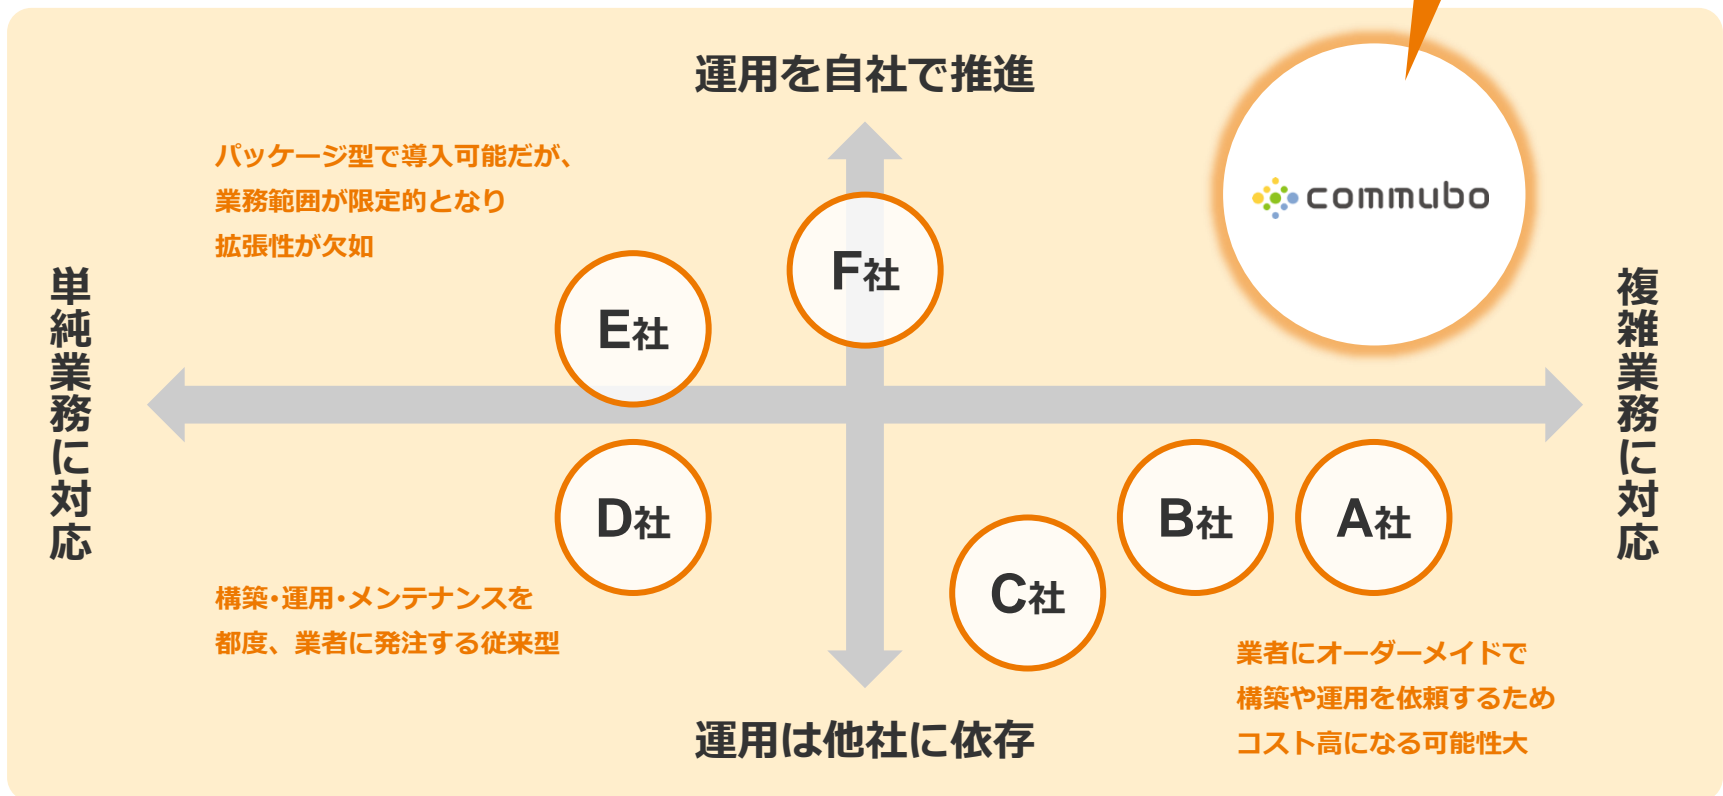 運用を自社で推進
パッケージ型で導入可能だが、
業務範囲が限定的となり
拡張性が欠如
commubo
F社
E社
単純業務に対応
複雑業務に対応
D社
B社
A社
C社
構築・運用・メンテナンスを
都度、業者に発注する従来型
業者にオーダーメイドで
構築や運用を依頼するため
コスト高になる可能性大
運用は他社に依存